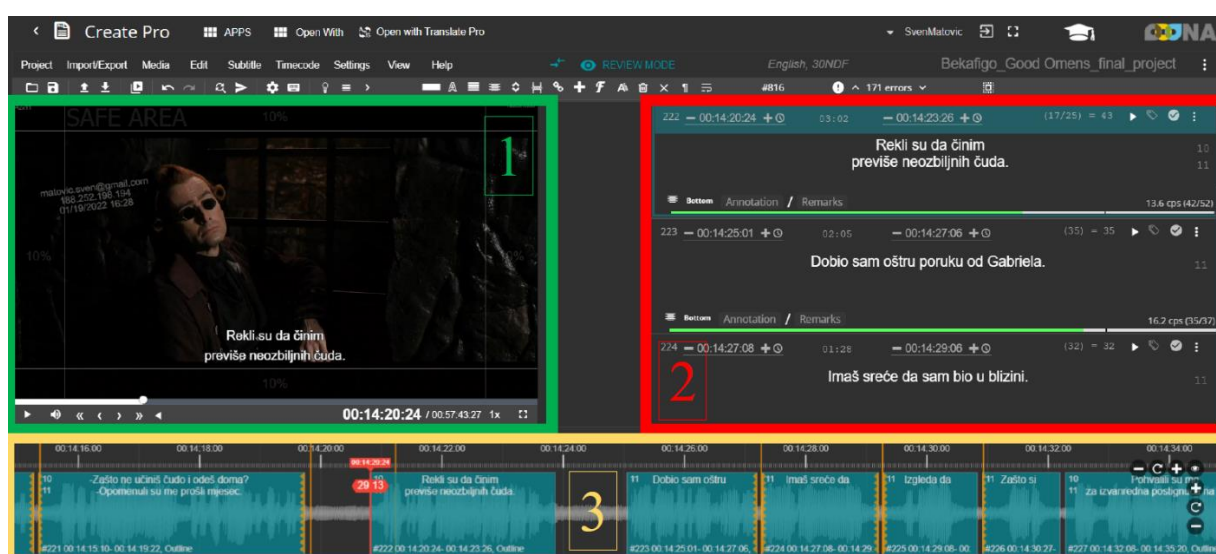 Create Pro
APPS
Open With
Open with Translate Pro
SvenMatovic
OONA
Project Import/Export Media Edit Subtitle Timecode Settings View Help
REVIEW MODE
English, 30NDF
Bekafigo_Good Omens_final_project
#816
171 errors
SAFE AREA
10%
1
matovic.sven@gmail.com
188.252.198.194
01/19/2022 16:28
10%
10%
Rekli su da činim
previše neozbiljnih čuda.
10%
00:14:20:24 / 00:57:43:27 1x
222 00:14:20:24 03:02 00:14:23:26 (17/25) = 43
Rekli su da činim 10
previše neozbiljnih čuda. 11
Bottom Annotation / Remarks 13.6 cps (42/52)
223 00:14:25:01 02:05 00:14:27:06 (35) = 35
Dobio sam oštru poruku od Gabriela. 11
Bottom Annotation / Remarks 16.2 cps (35/37)
224 00:14:27:08 01:28 00:14:29:06 (32) = 32
Imaš sreće da sam bio u blizini. 11
2
00:14:16:00 00:14:18:00 00:14:20:00 00:14:22:00 00:14:24:00 00:14:26:00 00:14:28:00 00:14:30:00 00:14:32:00 00:14:34:00
00:14:20:24
29 13
10 -Zašto ne učiniš čudo i odeš doma?
11 -Opomenuli su me prošli mjesec.
#221 00:14:15:10- 00:14:19:22, Outline
10 Rekli su da činim
previše neozbiljnih čuda.
#222 00:14:20:24- 00:14:23:26, Outline
3
11 Dobio sam oštru
#223 00:14:25:01- 00:14:27:06,
11 Imaš sreće da
#224 00:14:27:08- 00:14:29
11 Izgleda da
#225 00:14:29:08- 00:
11 Zašto si
#226 00:14:30:27-
10 Pohvalili su me
11 za izvanredna
#227 00:14:32:08- 00:14:35:20, Outline